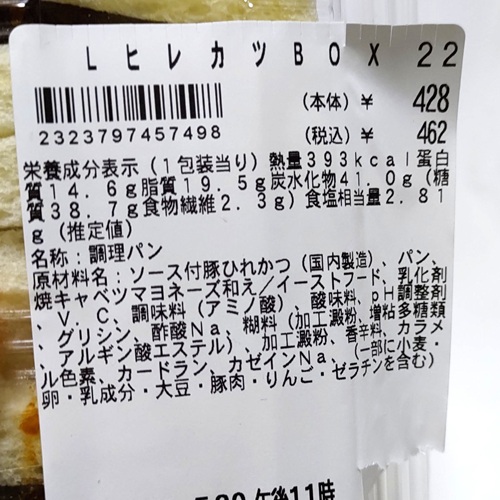 LヒレカツBOX 22
(本体) ¥ 428
2323797457498
(税込) ¥ 462
栄養成分表示 (1包装当り) 熱量393kcal蛋白
質14.6g脂質19.5g炭水化物41.0g(糖
質38.7g食物繊維2.3g)食塩相当量2.81
g (推定値)
名称:調理パン
原材料名:ソース付豚ひれかつ(国内製造)、パン、
焼キャベツマヨネーズ和え/イーストフード、乳化剤
、V.C、調味料(アミノ酸)、酸味料、pH調整剤
、グリシン、酢酸Na、糊料(加工澱粉、増粘多糖類
、アルギン酸エステル)、加工澱粉、香辛料、カラメ
ル色素、カードラン、カゼインNa、(一部に小麦・
卵・乳成分・大豆・豚肉・りんご・ゼラチンを含む)
午後11時